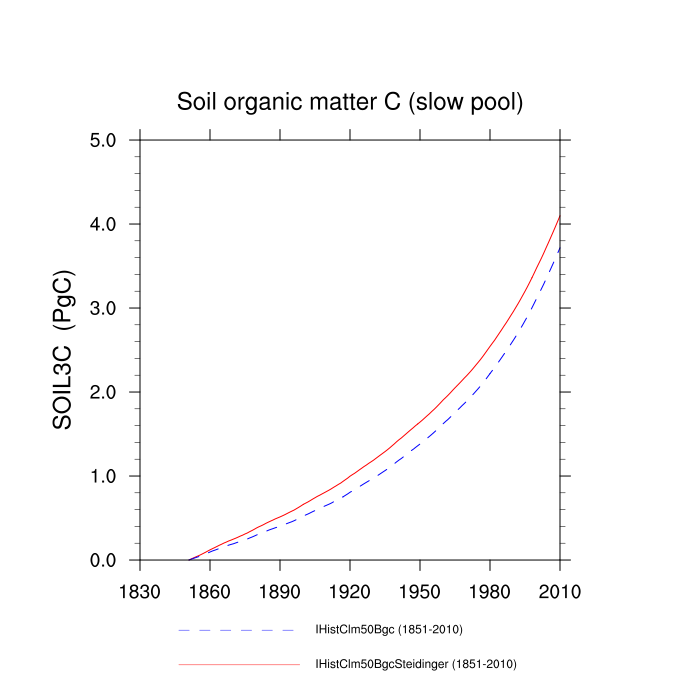 Soil organic matter C (slow pool)
SOIL3C (PgC)
5.0
4.0
3.0
2.0
1.0
0.0
1830 1860 1890 1920 1950 1980 2010
IHistClm50Bgc (1851-2010)
IHistClm50BgcSteidinger (1851-2010)